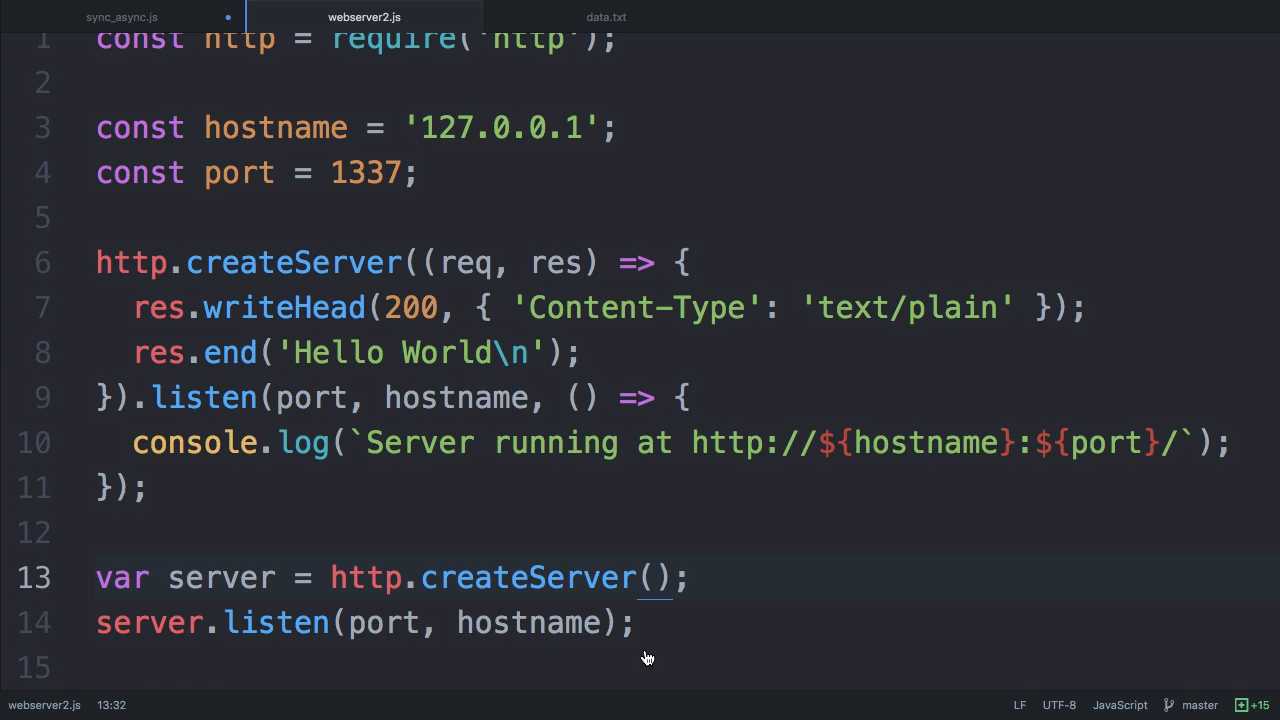 sync_async.js webserver2.js data.txt
1 const http = require('http');
2
3 const hostname = '127.0.0.1';
4 const port = 1337;
5
6 http.createServer((req, res) => {
7   res.writeHead(200, { 'Content-Type': 'text/plain' });
8   res.end('Hello World\n');
9 }).listen(port, hostname, () => {
10   console.log(`Server running at http://${hostname}:${port}/`);
11 });
12
13 var server = http.createServer();
14 server.listen(port, hostname);
15
webserver2.js 13:32 LF UTF-8 JavaScript master +15